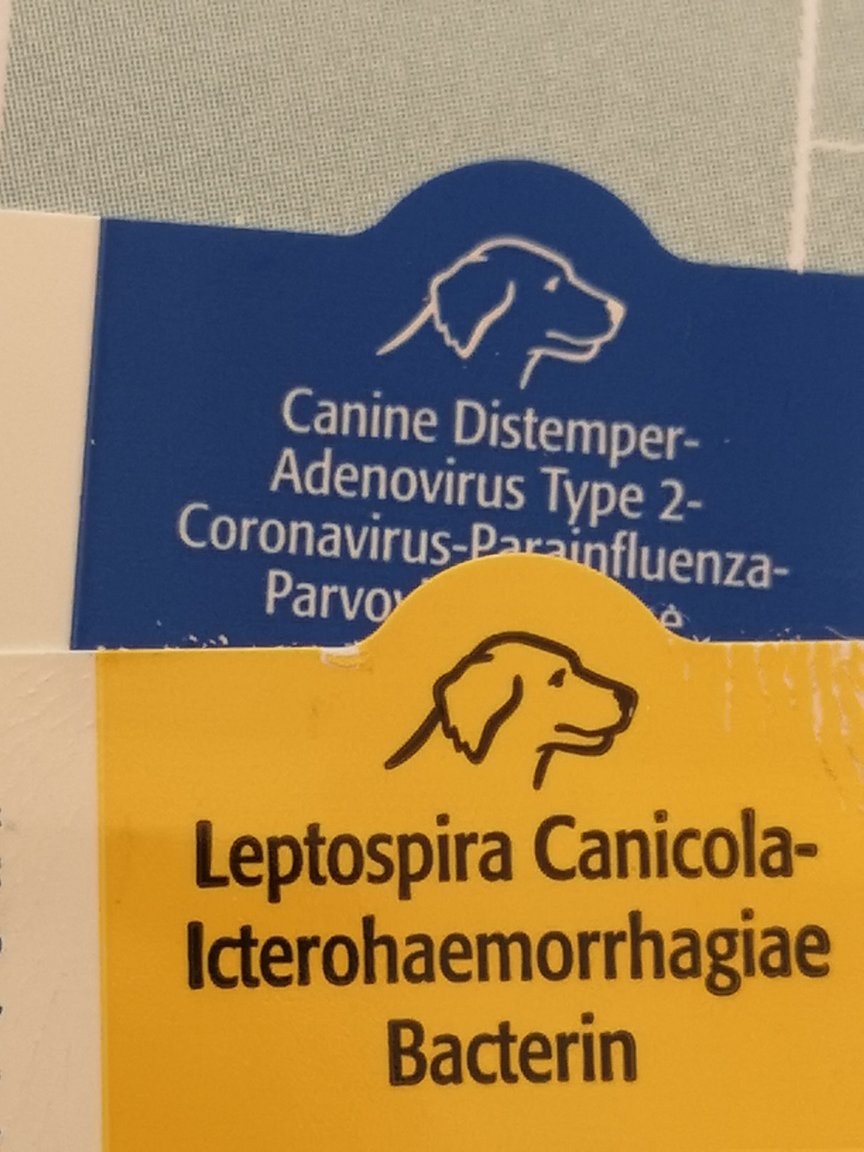 Canine Distemper-
Adenovirus Type 2-
Coronavirus-Parainfluenza-
Leptospira Canicola-
Icterohaemorrhagiae
Bacterin